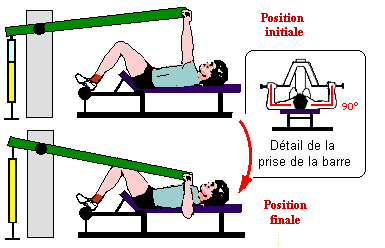 Position
initiale
90°
Détail de la
prise de la barre
Position
finale